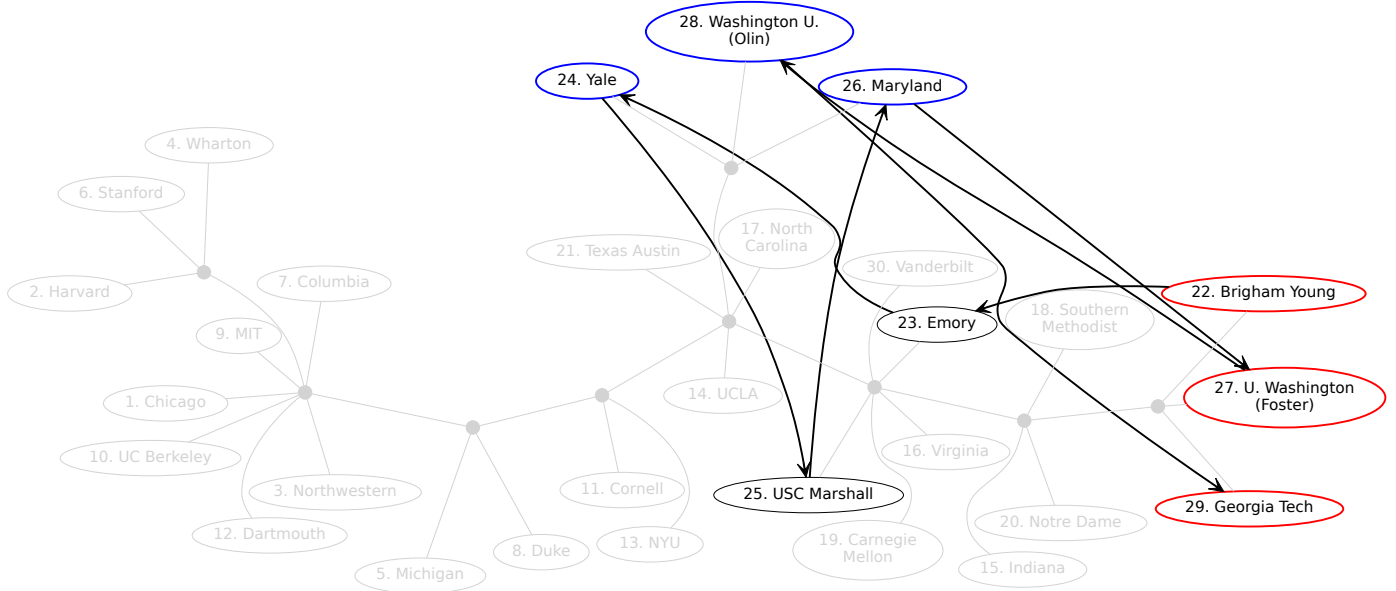 28. Washington U.
(Olin)
24. Yale
26. Maryland
4. Wharton
6. Stanford
17. North
Carolina
21. Texas Austin
30. Vanderbilt
7. Columbia
2. Harvard
22. Brigham Young
18. Southern
Methodist
23. Emory
9. MIT
27. U. Washington
(Foster)
14. UCLA
1. Chicago
16. Virginia
10. UC Berkeley
3. Northwestern
11. Cornell
25. USC Marshall
29. Georgia Tech
20. Notre Dame
12. Dartmouth
13. NYU
19. Carnegie
Mellon
8. Duke
15. Indiana
5. Michigan